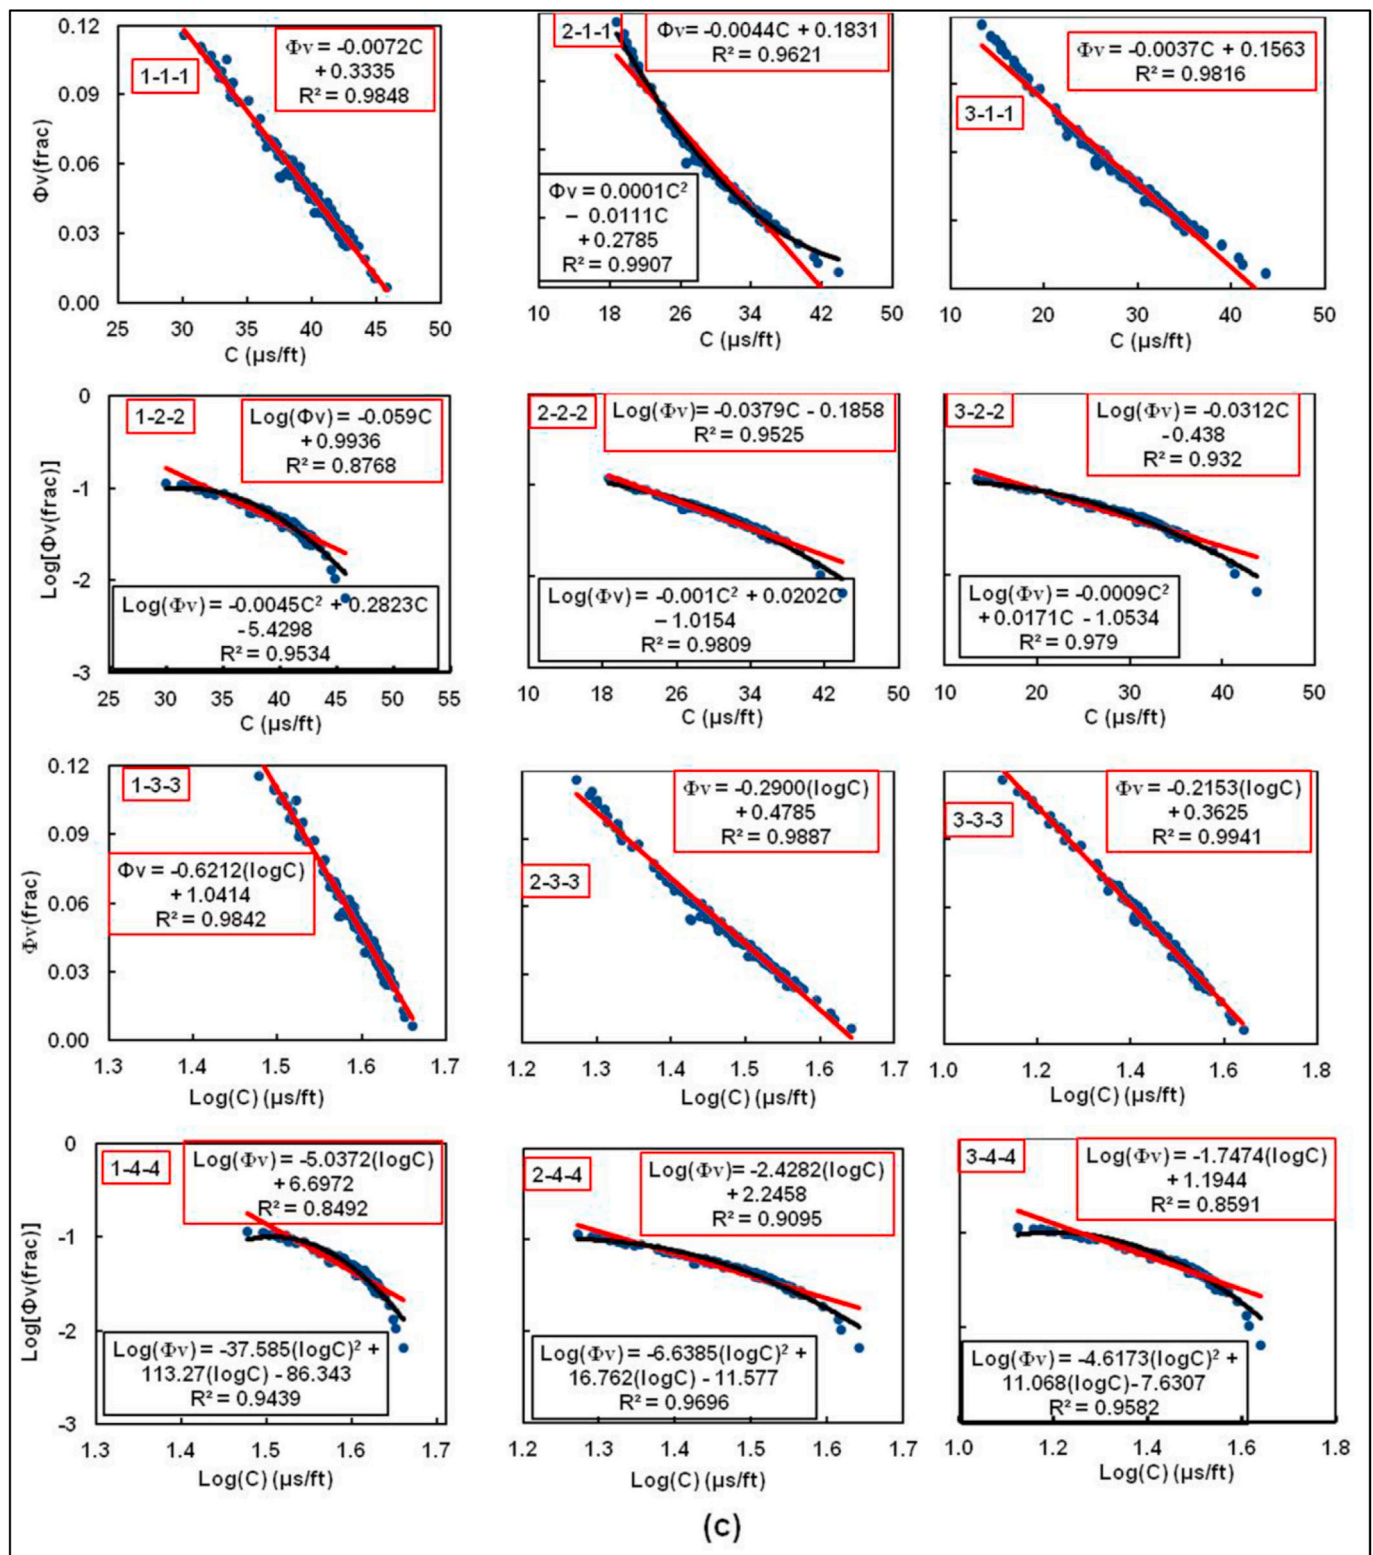 0.12
0.09
0.06
0.03
0.00
Φv(frac)
1-1-1
Φv = -0.0072C
+ 0.3335
R² = 0.9848
25 30 35 40 45 50
C (µs/ft)
2-1-1
Φv= -0.0044C + 0.1831
R² = 0.9621
Φv = 0.0001C²
– 0.0111C
+ 0.2785
R² = 0.9907
10 18 26 34 42 50
C (µs/ft)
3-1-1
Φv = -0.0037C + 0.1563
R² = 0.9816
10 20 30 40 50
C (µs/ft)
0
-1
-2
-3
Log[Φv(frac)]
1-2-2
Log(Φv) = -0.059C
+ 0.9936
R² = 0.8768
Log(Φv) = -0.0045C² + 0.2823C
- 5.4298
R² = 0.9534
25 30 35 40 45 50 55
C (µs/ft)
2-2-2
Log(Φv) = -0.0379C - 0.1858
R² = 0.9525
Log(Φv) = -0.001C² + 0.0202C
– 1.0154
R² = 0.9809
10 18 26 34 42 50
C (µs/ft)
3-2-2
Log(Φv) = -0.0312C
- 0.438
R² = 0.932
Log(Φv) = -0.0009C²
+ 0.0171C - 1.0534
R² = 0.979
10 20 30 40 50
C (µs/ft)
0.12
0.09
0.06
0.03
0.00
Φv(frac)
1-3-3
Φv = -0.6212(logC)
+ 1.0414
R² = 0.9842
1.3 1.4 1.5 1.6 1.7
Log(C) (µs/ft)
Φv = -0.2900(logC)
+ 0.4785
R² = 0.9887
2-3-3
1.2 1.3 1.4 1.5 1.6 1.7
Log(C) (µs/ft)
Φv = -0.2153(logC)
+ 0.3625
R² = 0.9941
3-3-3
1.0 1.2 1.4 1.6 1.8
Log(C) (µs/ft)
0
-1
-2
-3
Log[Φv(frac)]
1-4-4
Log(Φv) = -5.0372(logC)
+ 6.6972
R² = 0.8492
Log(Φv) = -37.585(logC)² +
113.27(logC) - 86.343
R² = 0.9439
1.3 1.4 1.5 1.6 1.7
Log(C) (µs/ft)
2-4-4
Log(Φv) = -2.4282(logC)
+ 2.2458
R² = 0.9095
Log(Φv) = -6.6385(logC)² +
16.762(logC) - 11.577
R² = 0.9696
1.2 1.3 1.4 1.5 1.6 1.7
Log(C) (µs/ft)
3-4-4
Log(Φv) = -1.7474(logC)
+ 1.1944
R² = 0.8591
Log(Φv) = -4.6173(logC)² +
11.068(logC)-7.6307
R² = 0.9582
1.0 1.2 1.4 1.6 1.8
Log(C) (µs/ft)
(c)